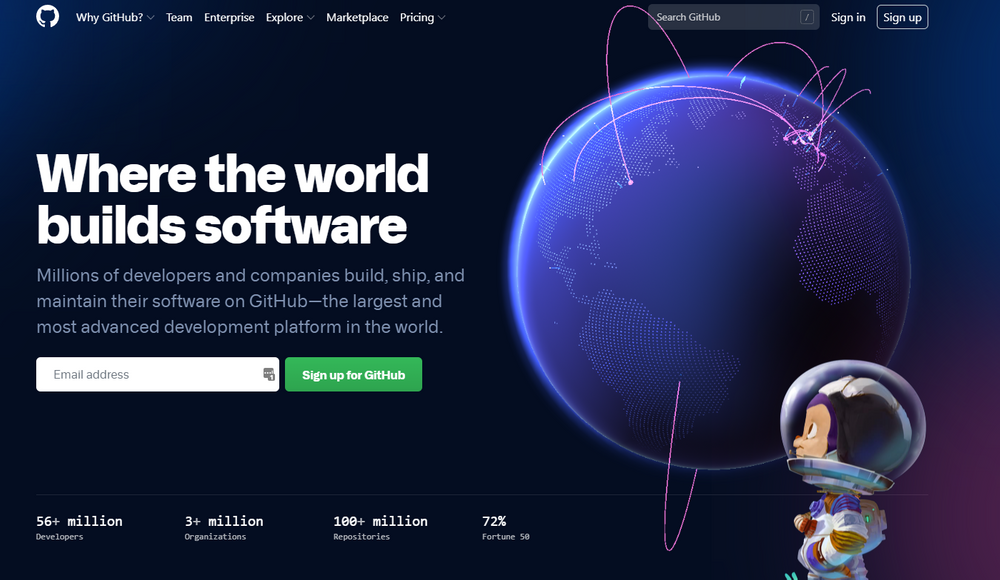 Why GitHub? Team Enterprise Explore Marketplace Pricing Search GitHub / Sign in Sign up
Where the world
builds software
Millions of developers and companies build, ship, and
maintain their software on GitHub—the largest and
most advanced development platform in the world.
Email address Sign up for GitHub
56+ million 3+ million 100+ million 72%
Developers Organizations Repositories Fortune 50